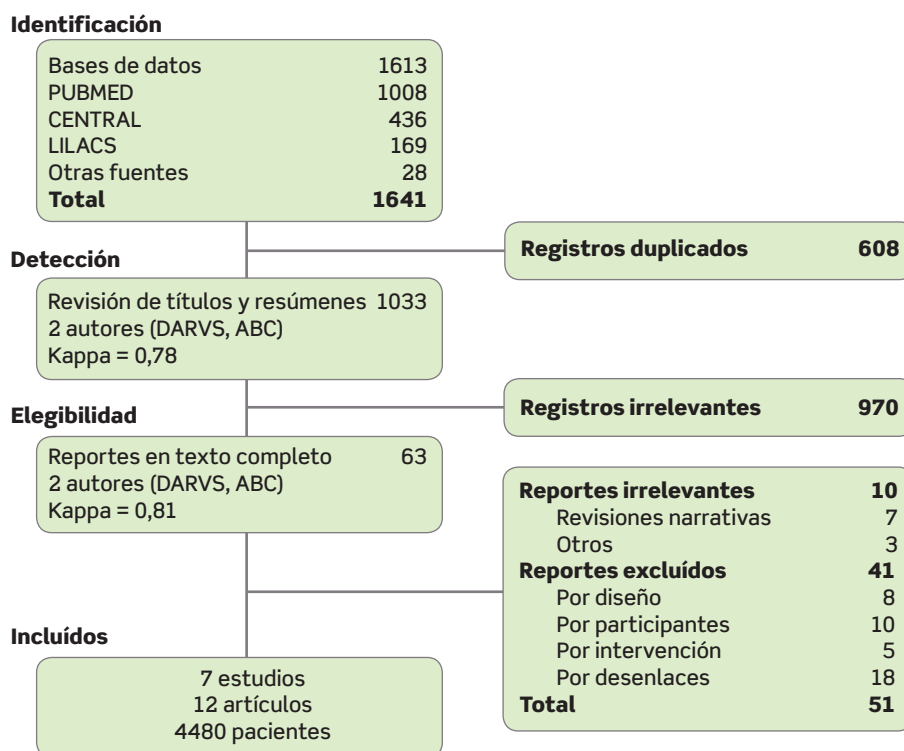 Identificación
Bases de datos 1613
PUBMED 1008
CENTRAL 436
LILACS 169
Otras fuentes 28
Total 1641
Registros duplicados 608
Detección
Revisión de títulos y resúmenes 1033
2 autores (DARVS, ABC)
Kappa = 0,78
Registros irrelevantes 970
Elegibilidad
Reportes en texto completo 63
2 autores (DARVS, ABC)
Kappa = 0,81
Reportes irrelevantes 10
Revisiones narrativas 7
Otros 3
Reportes excluídos 41
Por diseño 8
Por participantes 10
Por intervención 5
Por desenlaces 18
Total 51
Incluídos
7 estudios
12 artículos
4480 pacientes